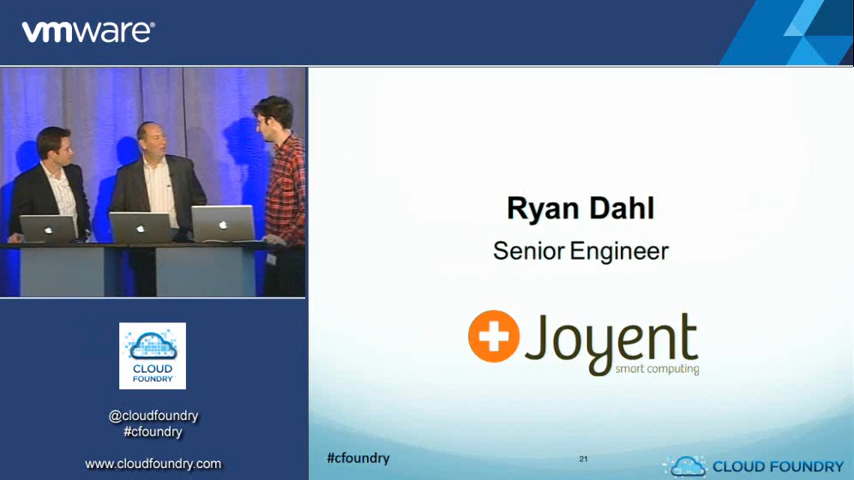 vmware®
Ryan Dahl
Senior Engineer
Joyent
smart computing
CLOUD
FOUNDRY
@cloudfoundry
#cfoundry
www.cloudfoundry.com
#cfoundry
21
CLOUD FOUNDRY